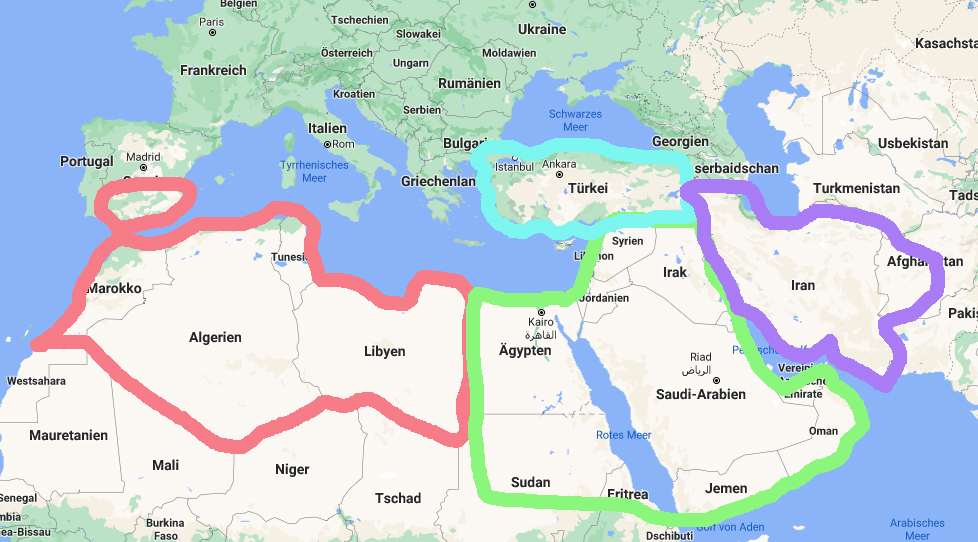 Belgien
Paris
Tschechien
Ukraine
Slowakei
Kasachsta
Österreich
Moldawien
Frankreich
Ungarn
Rumänien
Kroatien
Serbien
Schwarzes
Meer
Italien
Rom
Bulgari
Georgien
Usbekistan
Portugal
Madrid
Tyrrhenisches
Meer
Istanbul
Ankara
serbaidschan
Griechenlan
Türkei
Turkmenistan
Tads
Syrien
Tunesi
Irak
Afghanistan
Marokko
Iran
Jordanien
Pakis
Kairo
القاهرة
Algerien
Libyen
Ägypten
Riad
الرياض
Westsahara
Saudi-Arabien
Emirate
Mauretanien
Rotes Meer
Oman
Mali
Niger
Sudan
Jemen
Senegal
Tschad
Eritrea
mbia
Burkina
Faso
Golf von Aden
Arabisches
Meer
ea-Bissau
Dschibuti